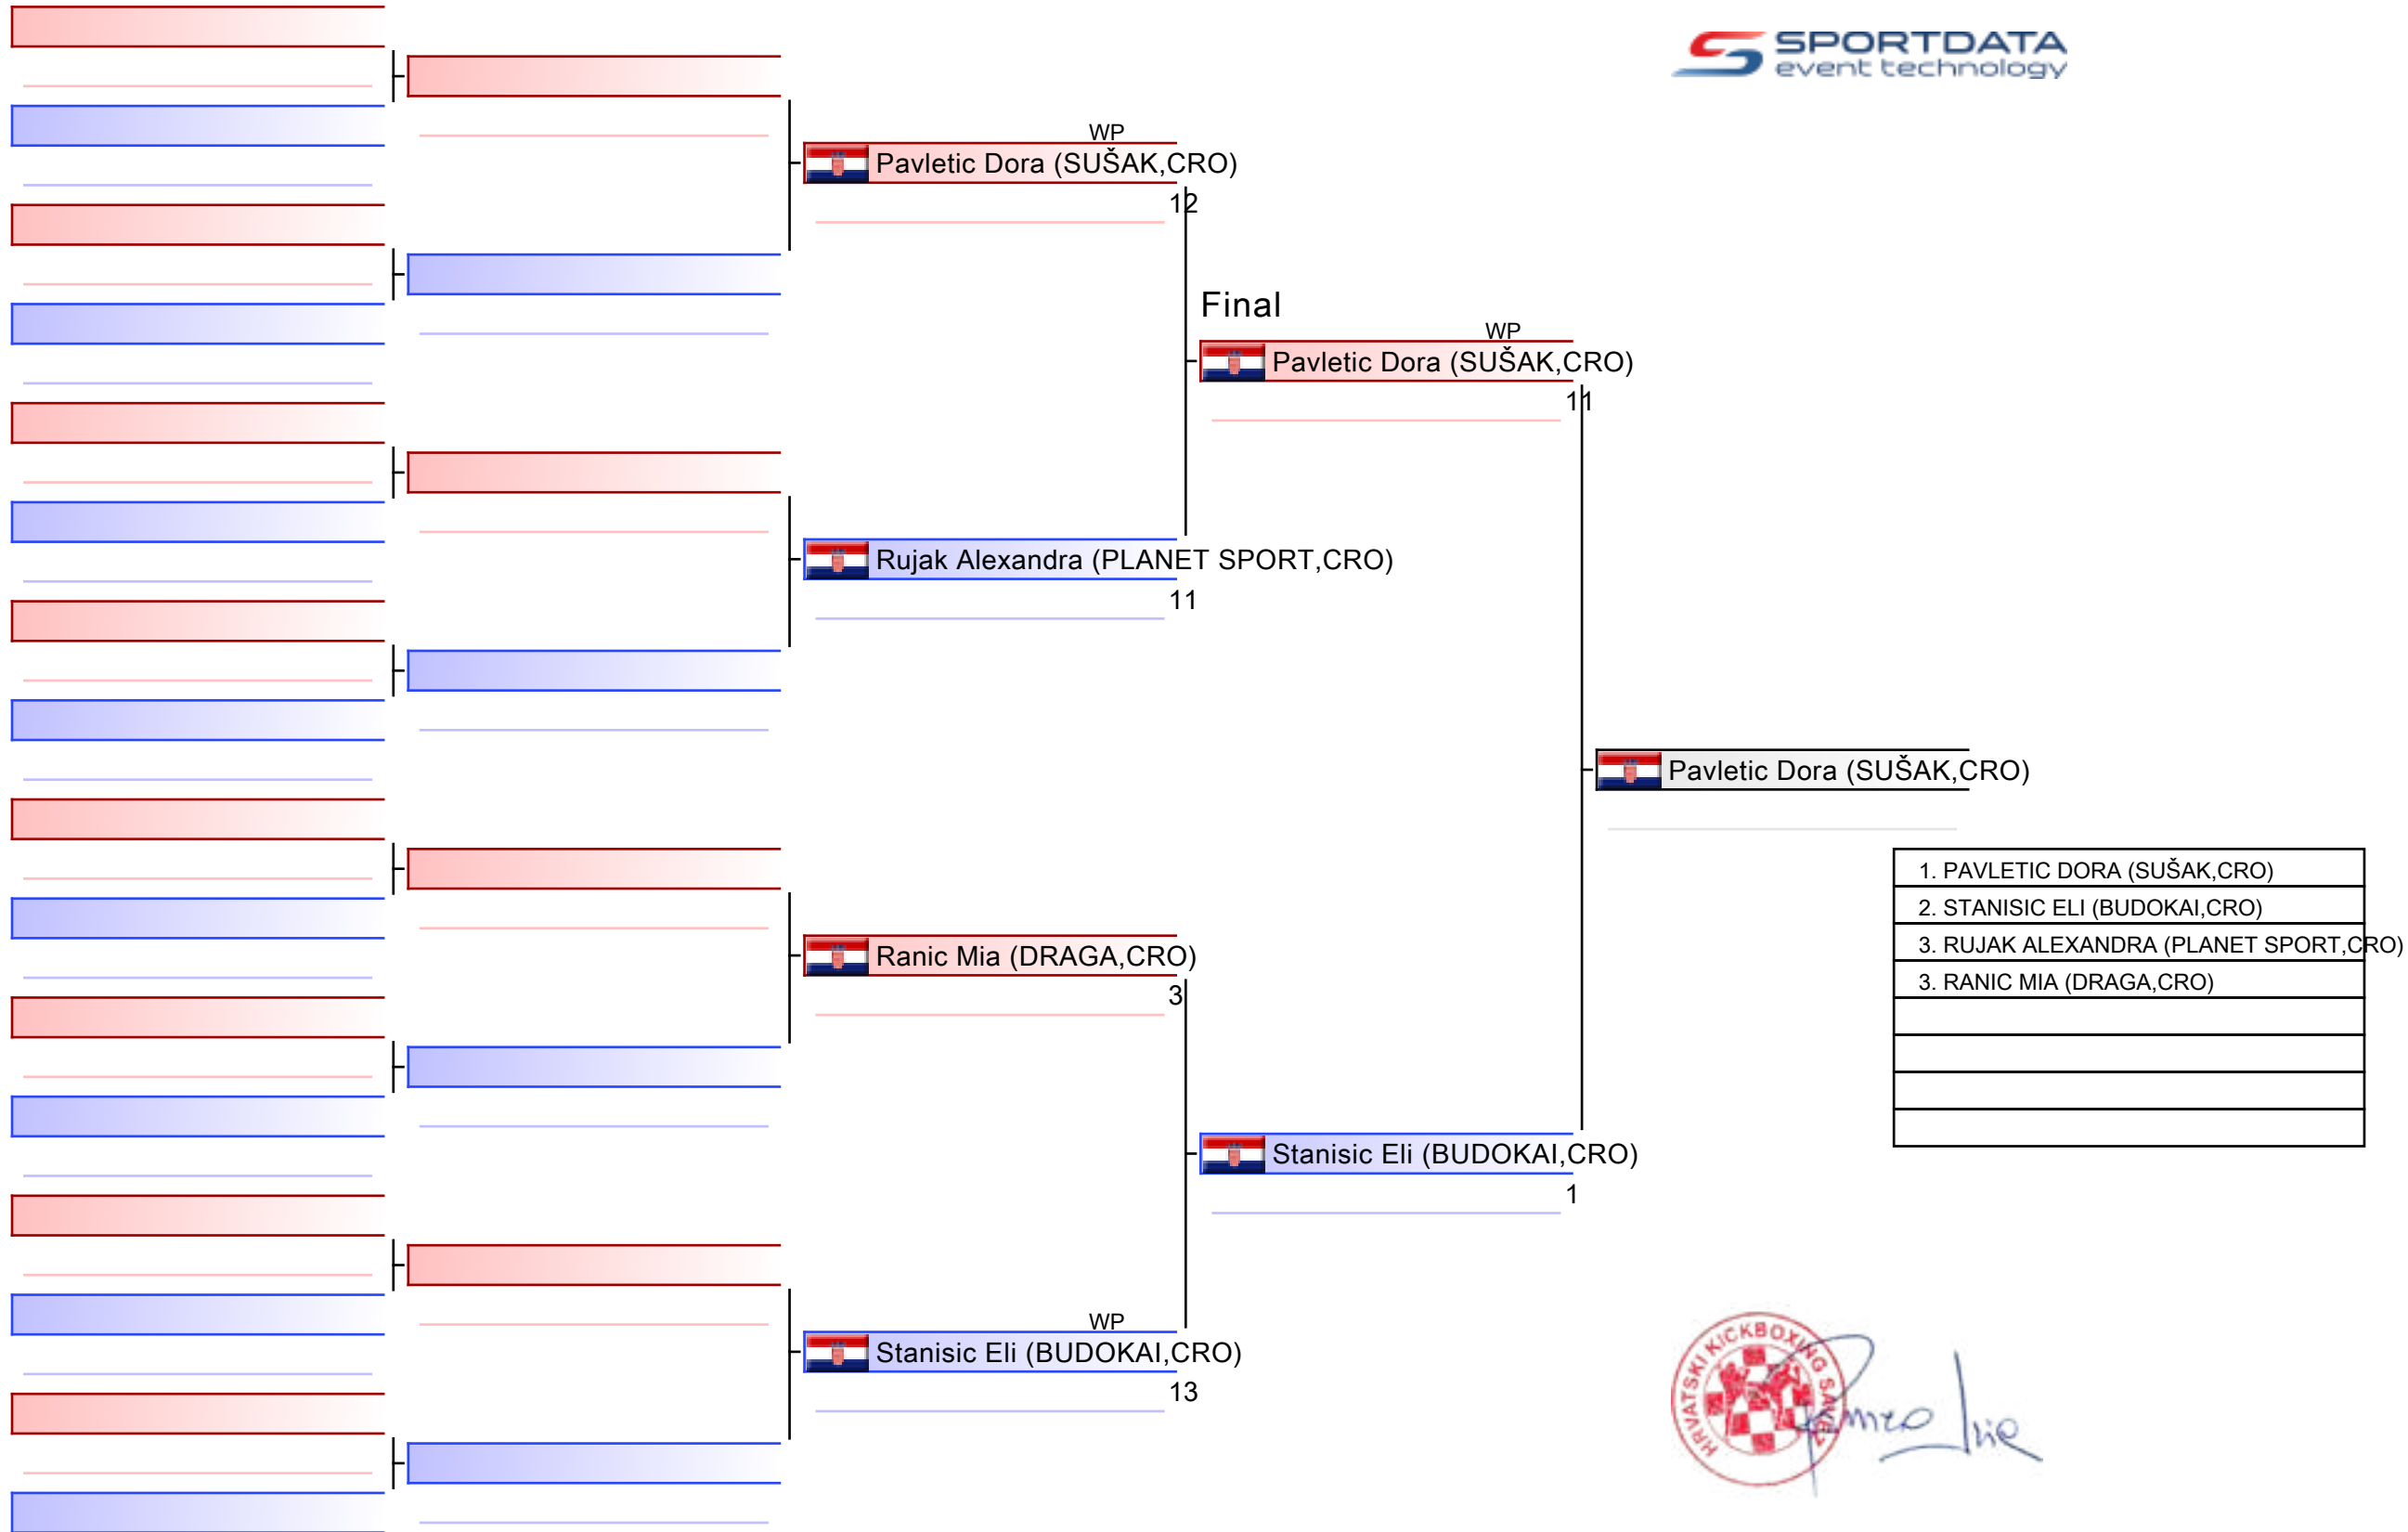 SPORTDATA
event technology
WP
Pavletic Dora (SUŠAK,CRO)
12
Final
WP
Pavletic Dora (SUŠAK,CRO)
11
Rujak Alexandra (PLANET SPORT,CRO)
11
Pavletic Dora (SUŠAK,CRO)
1. PAVLETIC DORA (SUŠAK,CRO)
2. STANISIC ELI (BUDOKAI,CRO)
3. RUJAK ALEXANDRA (PLANET SPORT,CRO)
3. RANIC MIA (DRAGA,CRO)
Ranic Mia (DRAGA,CRO)
3
Stanisic Eli (BUDOKAI,CRO)
1
WP
Stanisic Eli (BUDOKAI,CRO)
13
HRVATSKI KICKBOXING SAVEZ